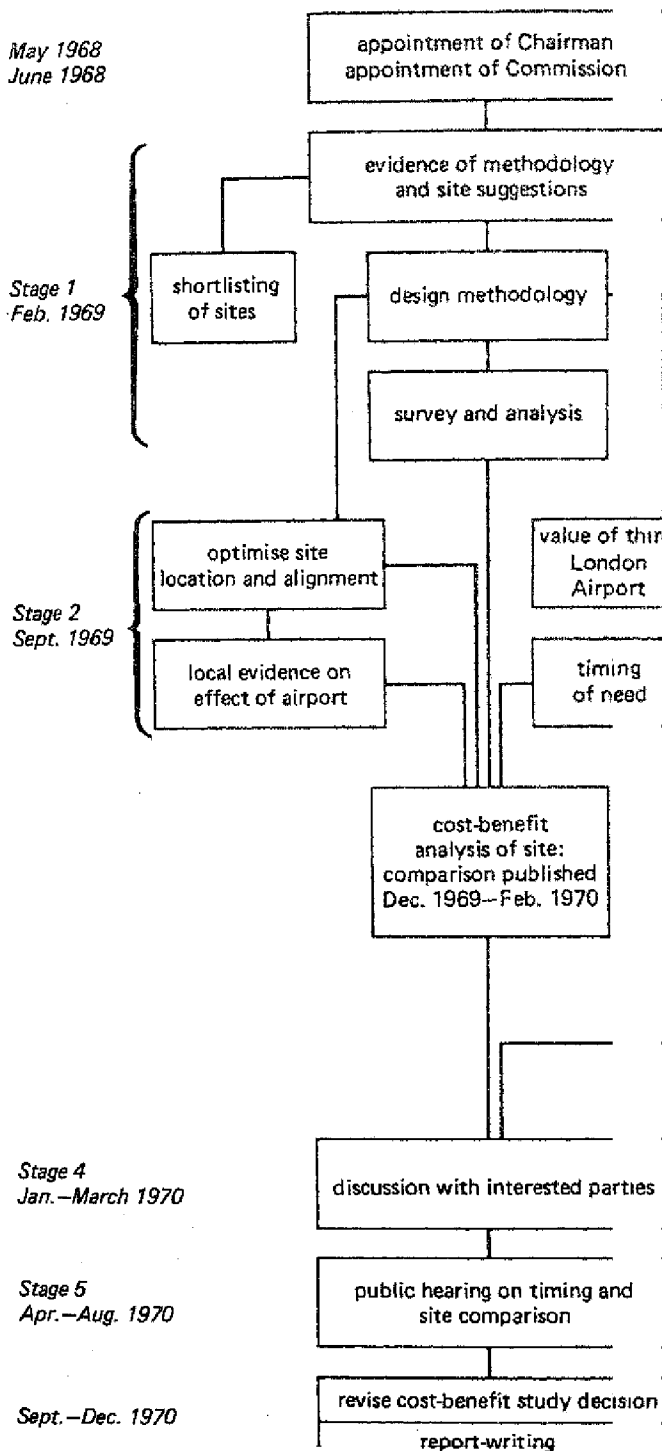 May 1968
June 1968
appointment of Chairman
appointment of Commission
evidence of methodology
and site suggestions
Stage 1
Feb. 1969
shortlisting
of sites
design methodology
survey and analysis
Stage 2
Sept. 1969
optimise site
location and alignment
value of thir
London
Airport
local evidence on
effect of airport
timing
of need
cost-benefit
analysis of site:
comparison published
Dec. 1969–Feb. 1970
Stage 4
Jan.–March 1970
discussion with interested parties
Stage 5
Apr.–Aug. 1970
public hearing on timing and
site comparison
Sept.–Dec. 1970
revise cost-benefit study decision
report-writing